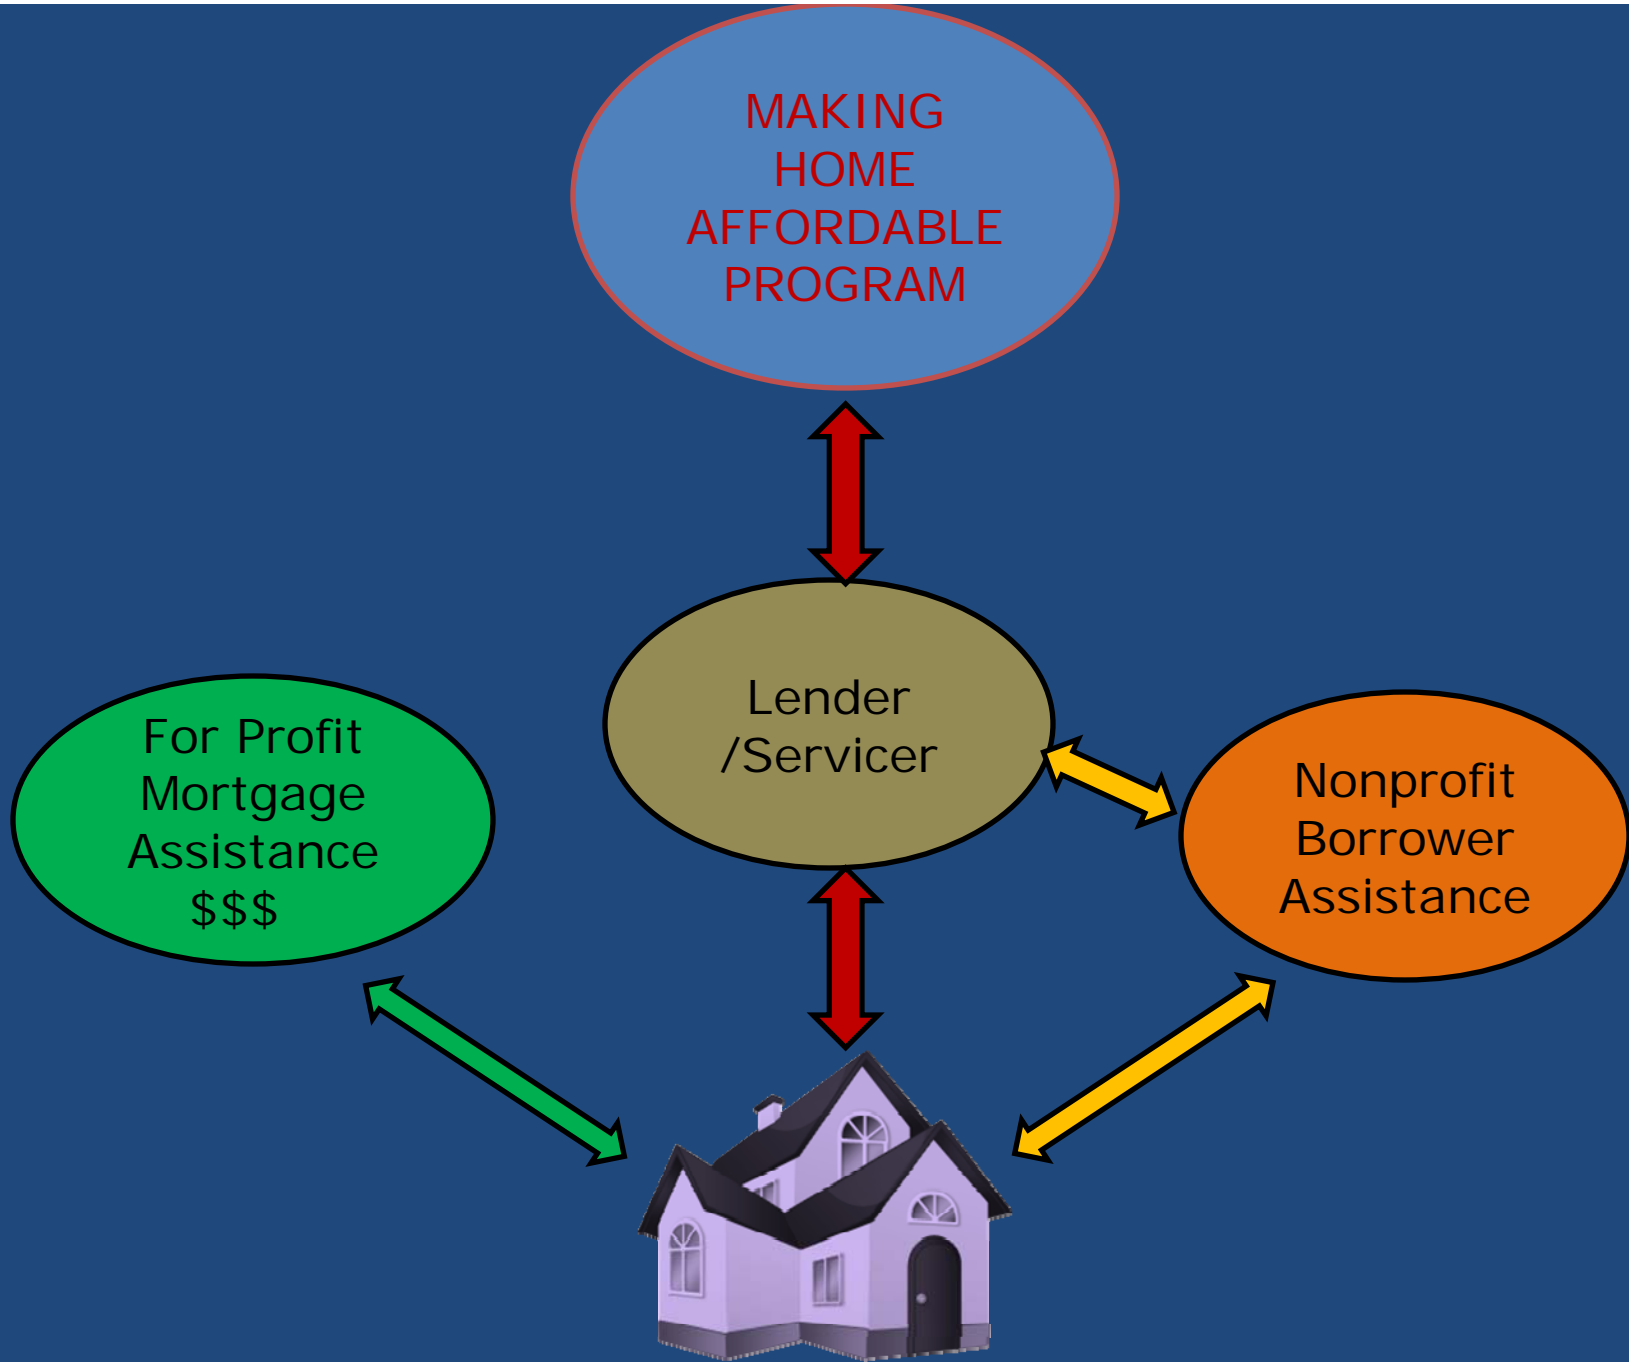 MAKING
HOME
AFFORDABLE
PROGRAM
Lender
/Servicer
For Profit
Mortgage
Assistance
$$$
Nonprofit
Borrower
Assistance